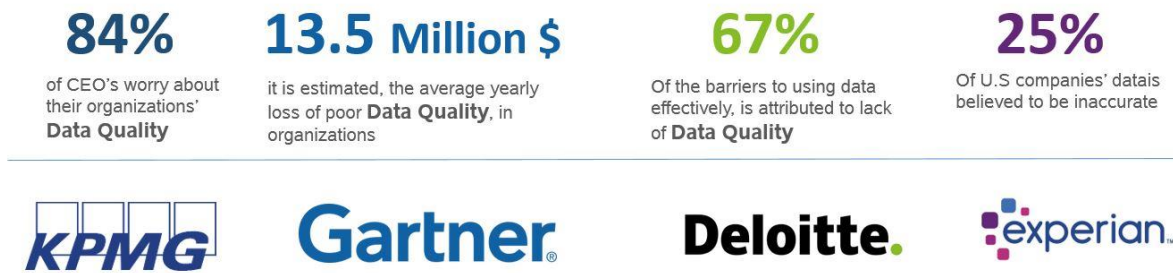 84%
of CEO's worry about
their organizations'
Data Quality
13.5 Million $
it is estimated, the average yearly
loss of poor Data Quality, in
organizations
67%
Of the barriers to using data
effectively, is attributed to lack
of Data Quality
25%
Of U.S companies' datais
believed to be inaccurate
KPMG
Gartner®
Deloitte.
experian™